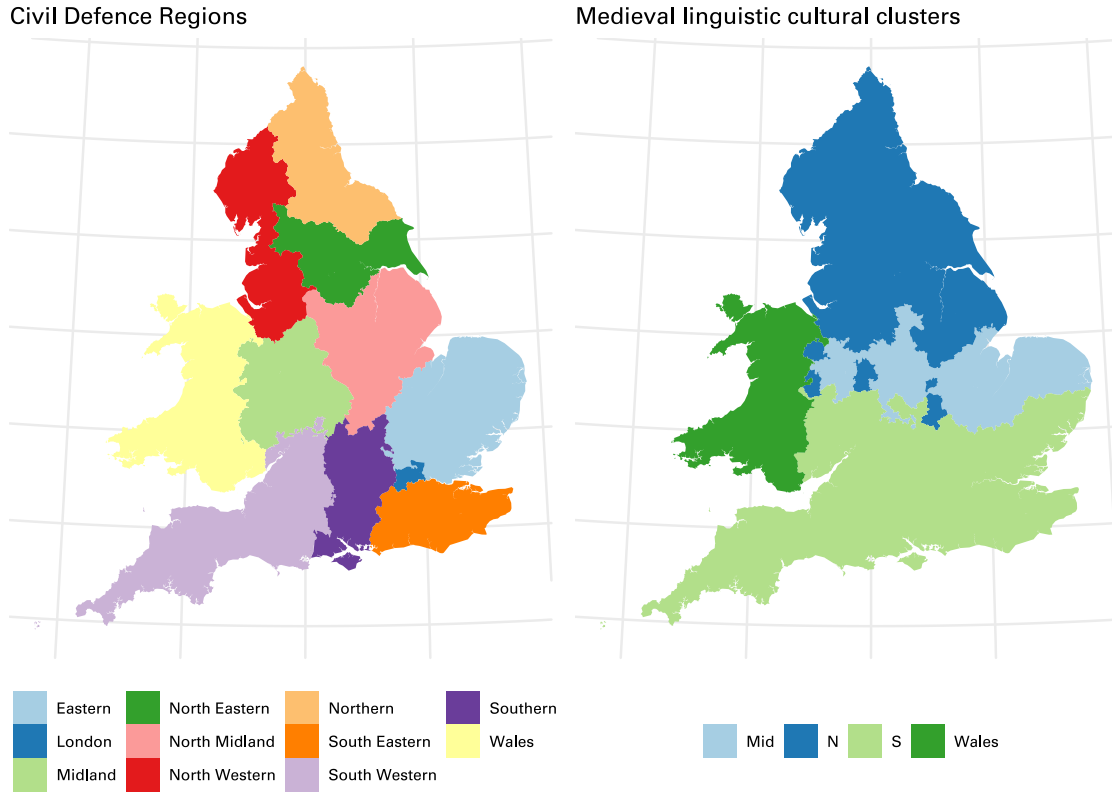 Civil Defence Regions
Medieval linguistic cultural clusters
Eastern
London
Midland
North Eastern
North Midland
North Western
Northern
South Eastern
South Western
Southern
Wales
Mid
N
S
Wales